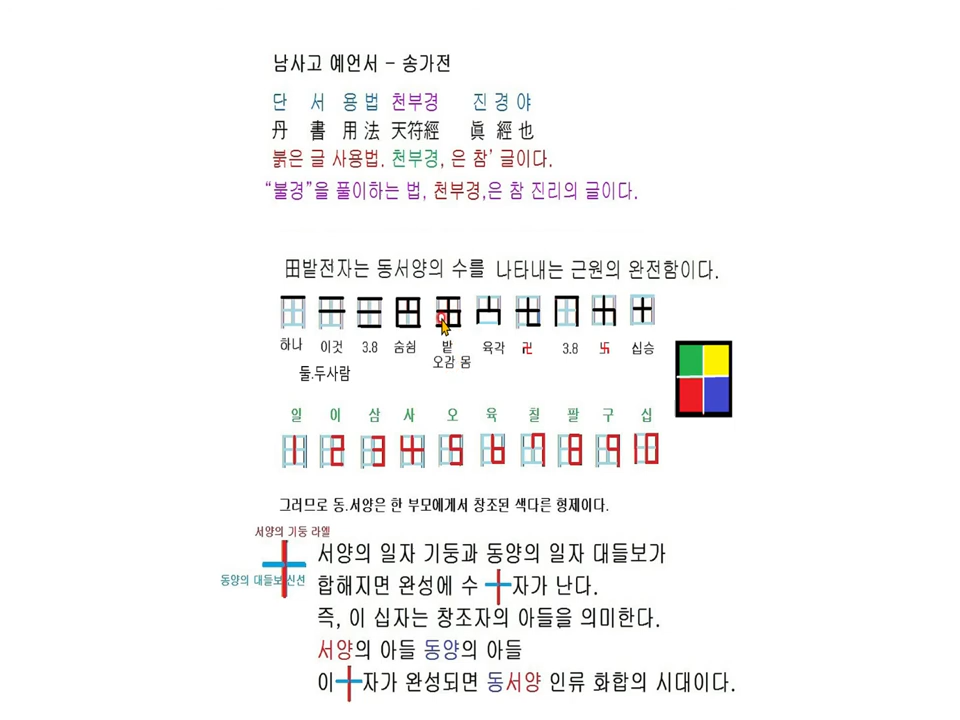 남사고 예언서 - 송가전
단 서 용 법 천부경 진 경 야
丹 書 用 法 天符經 眞 經 也
붉은 글 사용법. 천부경, 은 참' 글이다.
“불경”을 풀이하는 법, 천부경,은 참 진리의 글이다.
田밭전자는 동서양의 수를 나타내는 근원의 완전함이다.
하나 이것 3.8 숨쉼 밭 육각 卍 3.8 卐 십승
둘.두사람 오감 몸
일 이 삼 사 오 육 칠 팔 구 십
1 2 3 4 5 6 7 8 9 10
그러므로 동.서양은 한 부모에게서 창조된 색다른 형제이다.
서양의 기둥 라엘
동양의 대들보 신선
서양의 일자 기둥과 동양의 일자 대들보가
합해지면 완성에 수 十자가 난다.
즉, 이 십자는 창조자의 아들을 의미한다.
서양의 아들 동양의 아들
이十자가 완성되면 동서양 인류 화합의 시대이다.